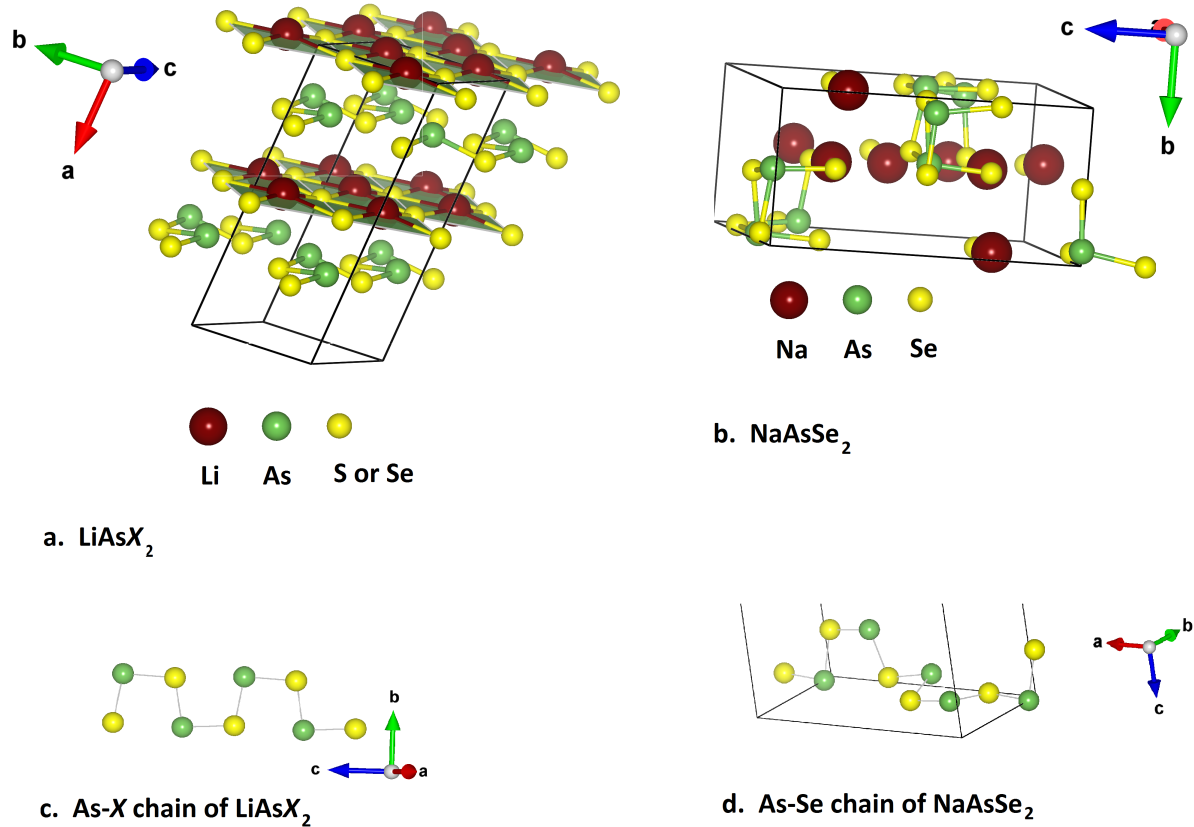 b
c
a
c
a
b
Na As Se
b. NaAsSe2
Li As S or Se
a. LiAsX2
a
b
c
b
c
a
c. As-X chain of LiAsX2
d. As-Se chain of NaAsSe2